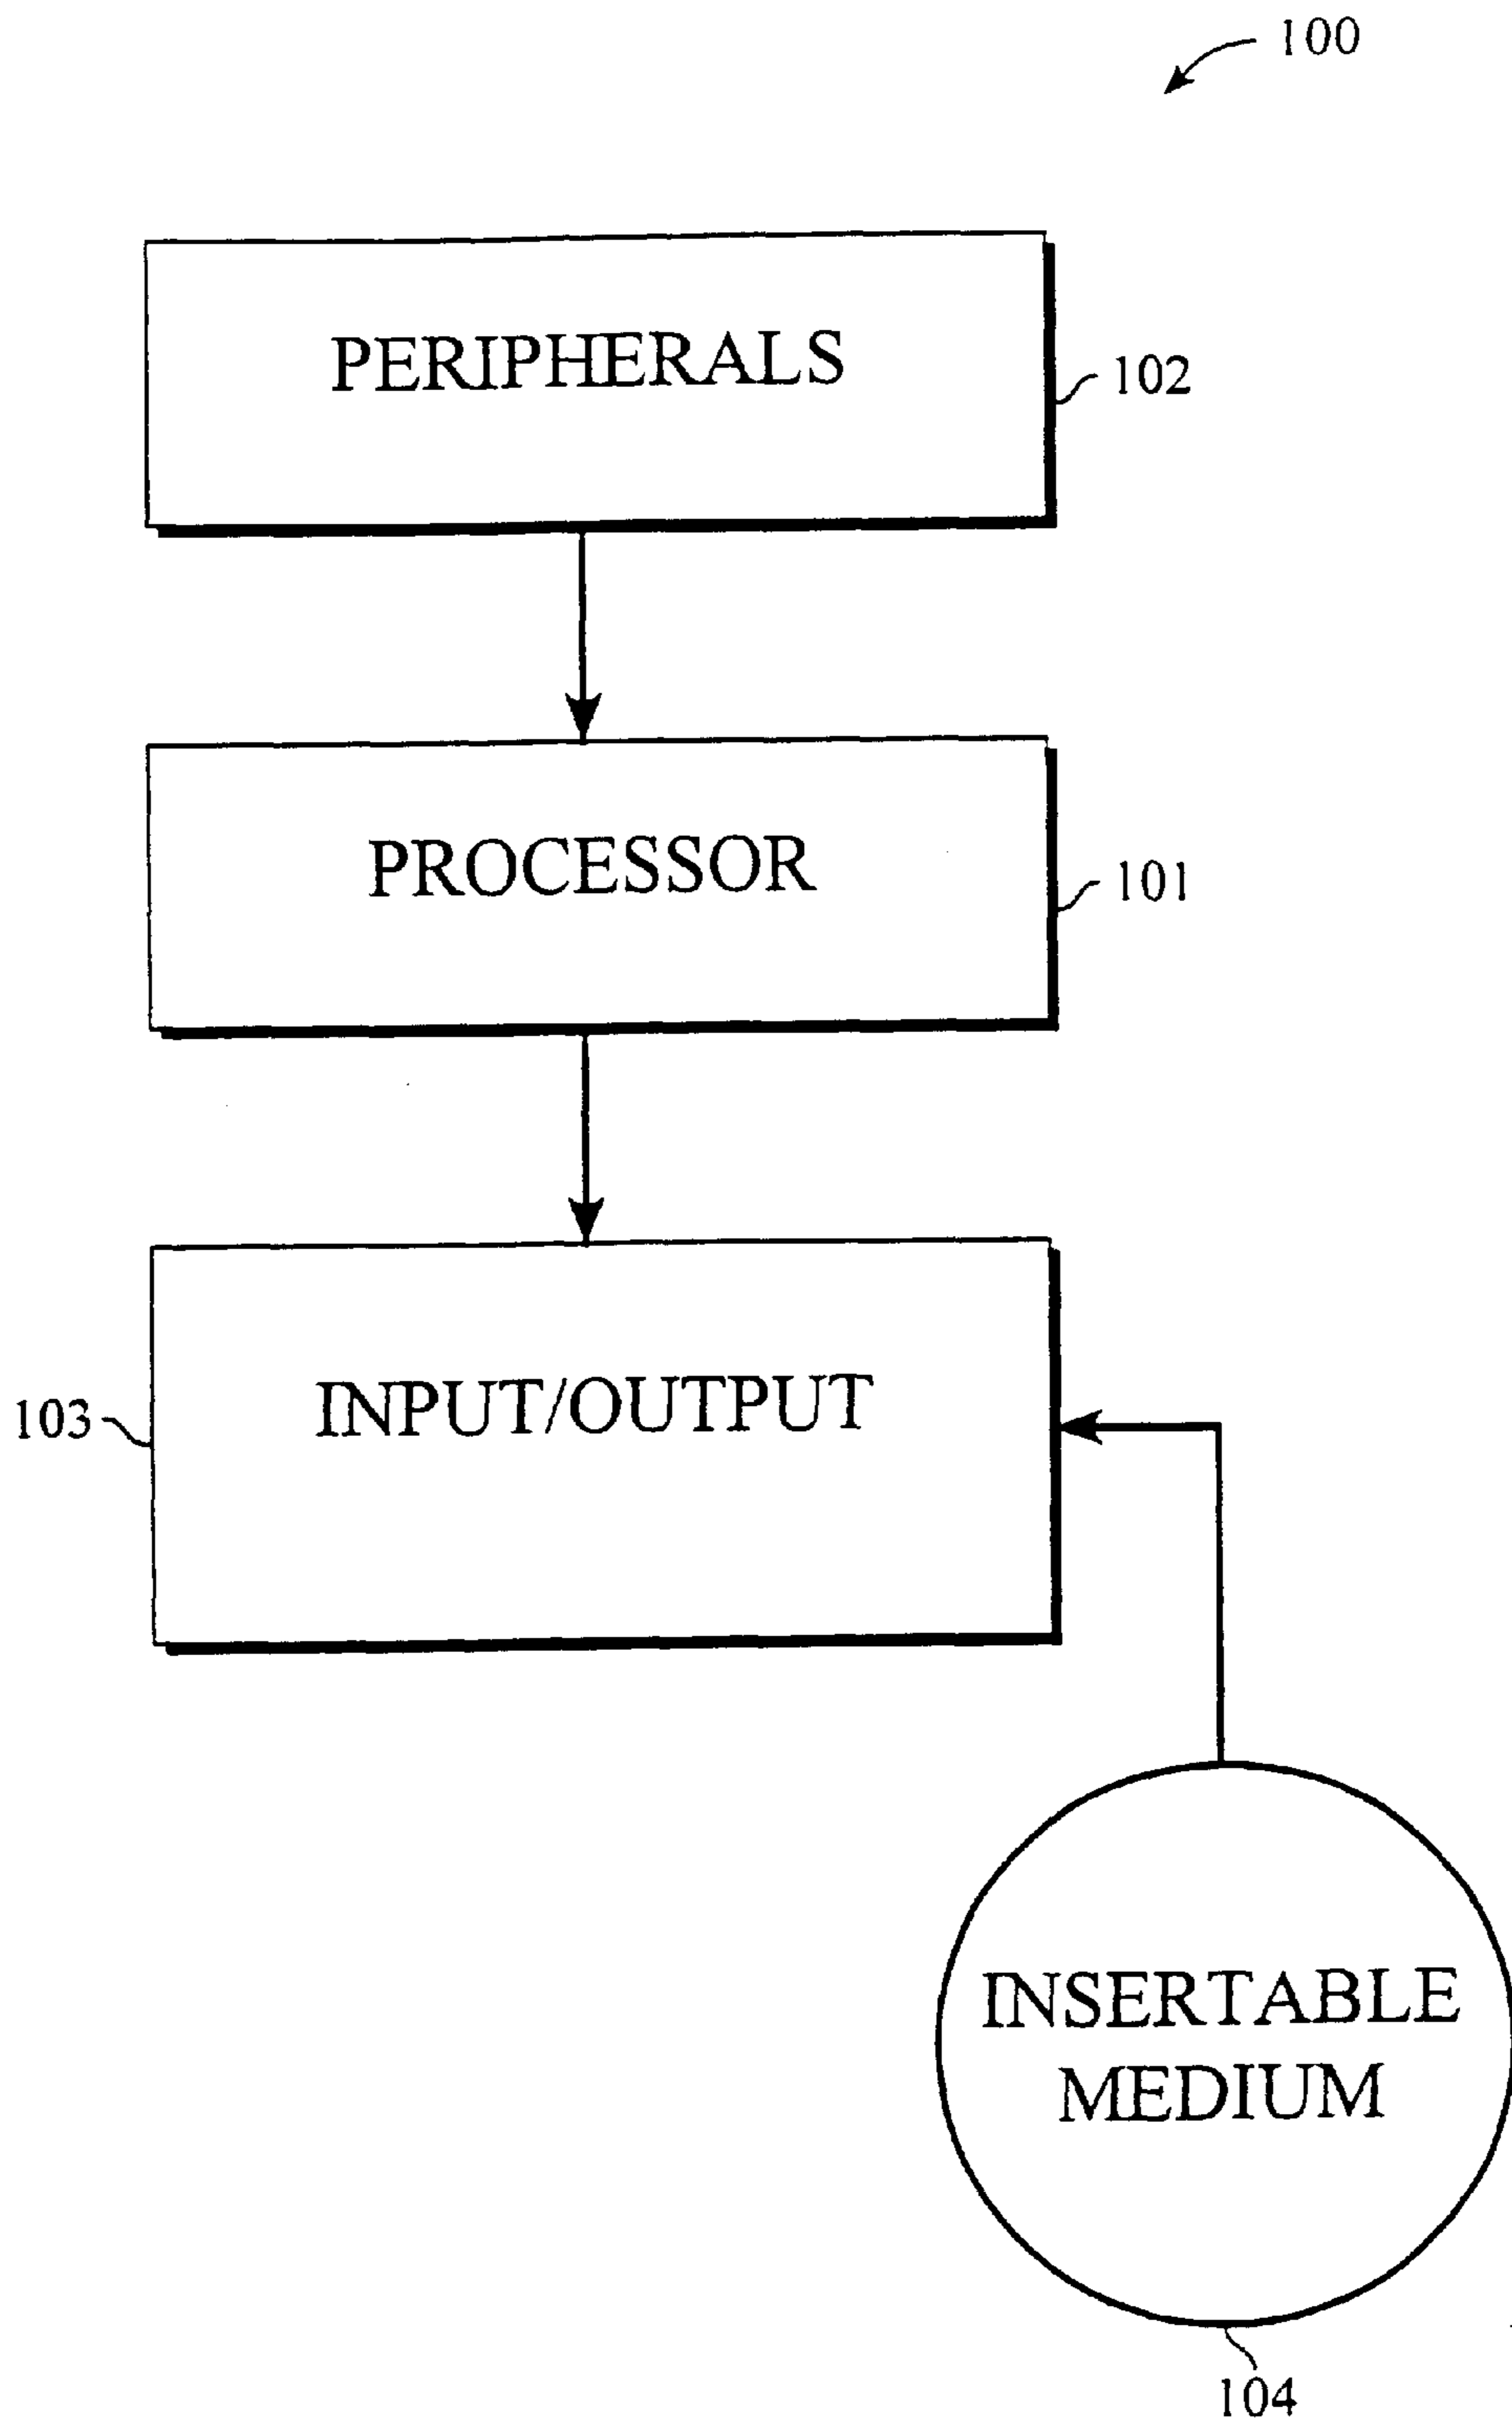 100
PERIPHERALS
102
PROCESSOR
101
INPUT/OUTPUT
103
INSERTABLE
MEDIUM
104